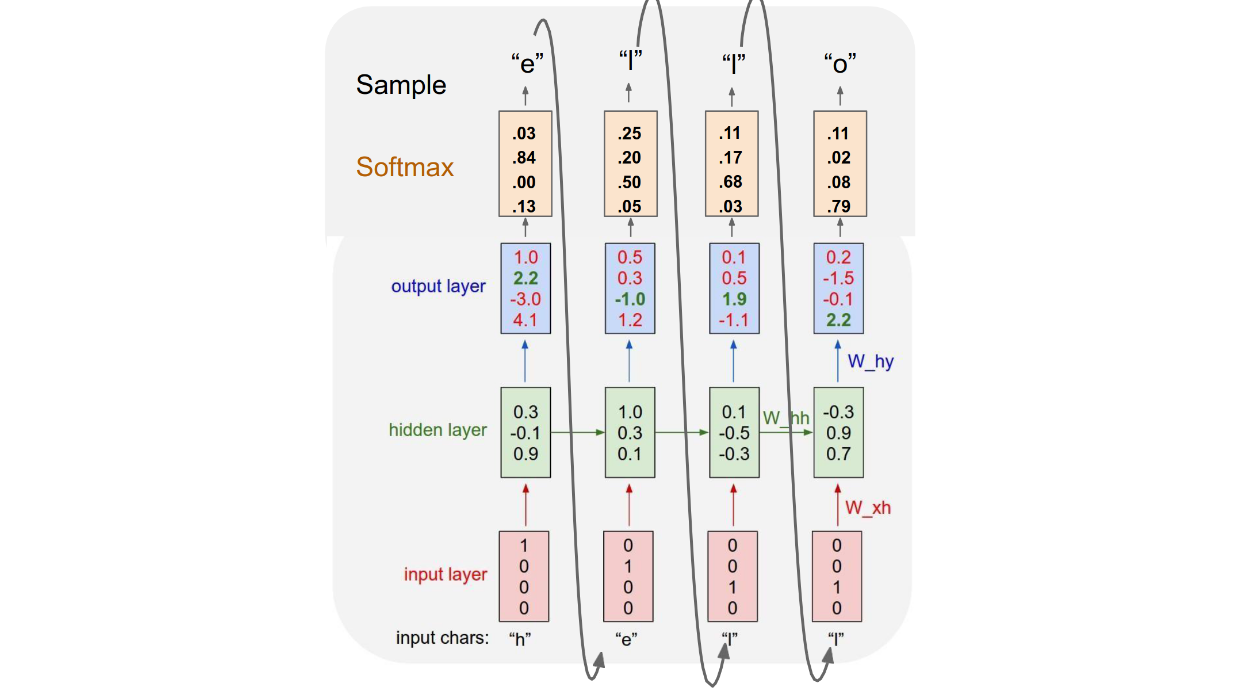 Sample “e” “l” “l” “o”
Softmax
.03 .25 .11 .11
.84 .20 .17 .02
.00 .50 .68 .08
.13 .05 .03 .79
output layer
1.0 0.5 0.1 0.2
2.2 0.3 0.5 -1.5
-3.0 -1.0 1.9 -0.1
4.1 1.2 -1.1 2.2
W_hy
hidden layer
0.3 1.0 0.1 -0.3
-0.1 0.3 -0.5 0.9
0.9 0.1 -0.3 0.7
W_hh
W_xh
input layer
1 0 0 0
0 1 0 0
0 0 1 1
0 0 0 0
input chars: “h” “e” “l” “l”